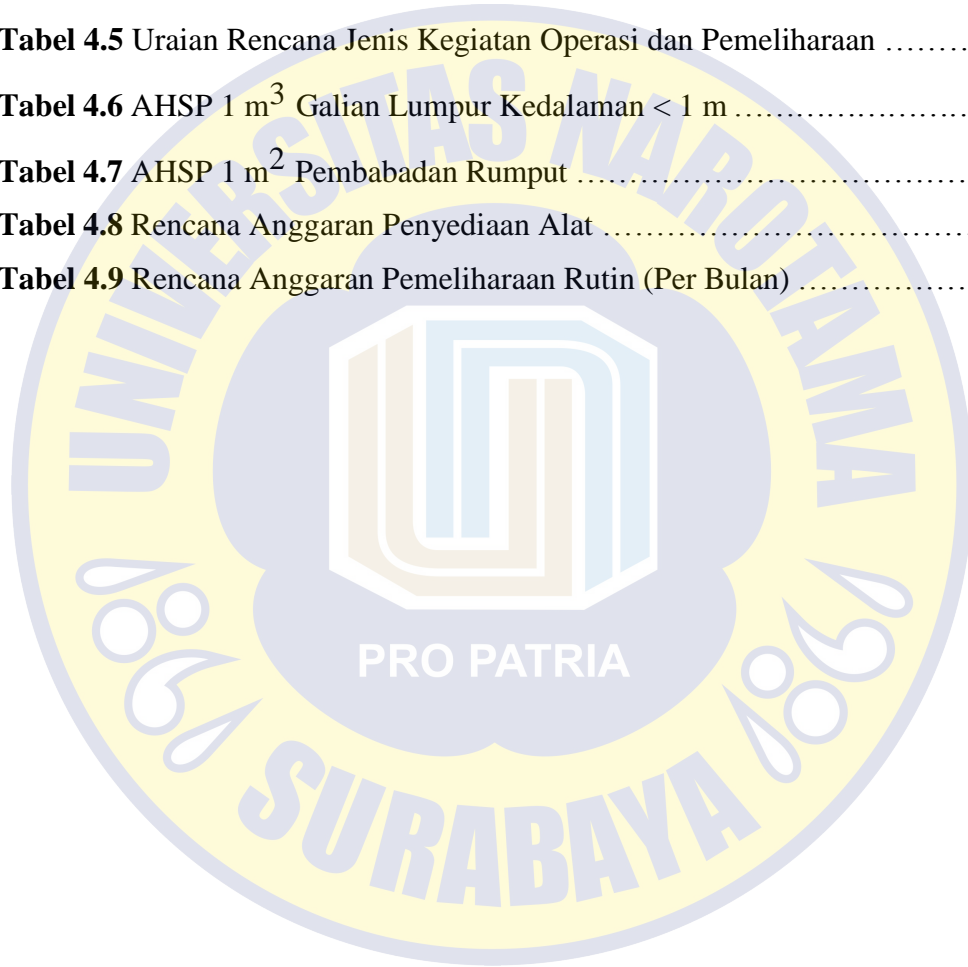 Tabel 4.5 Uraian Rencana Jenis Kegiatan Operasi dan Pemeliharaan ………
Tabel 4.6 AHSP 1 m³ Galian Lumpur Kedalaman < 1 m …………………
Tabel 4.7 AHSP 1 m² Pembabadan Rumput ………………………………
Tabel 4.8 Rencana Anggaran Penyediaan Alat ……………………………
Tabel 4.9 Rencana Anggaran Pemeliharaan Rutin (Per Bulan) ……………
UNIVERSITAS NAROTAMA
PRO PATRIA
SURABAYA